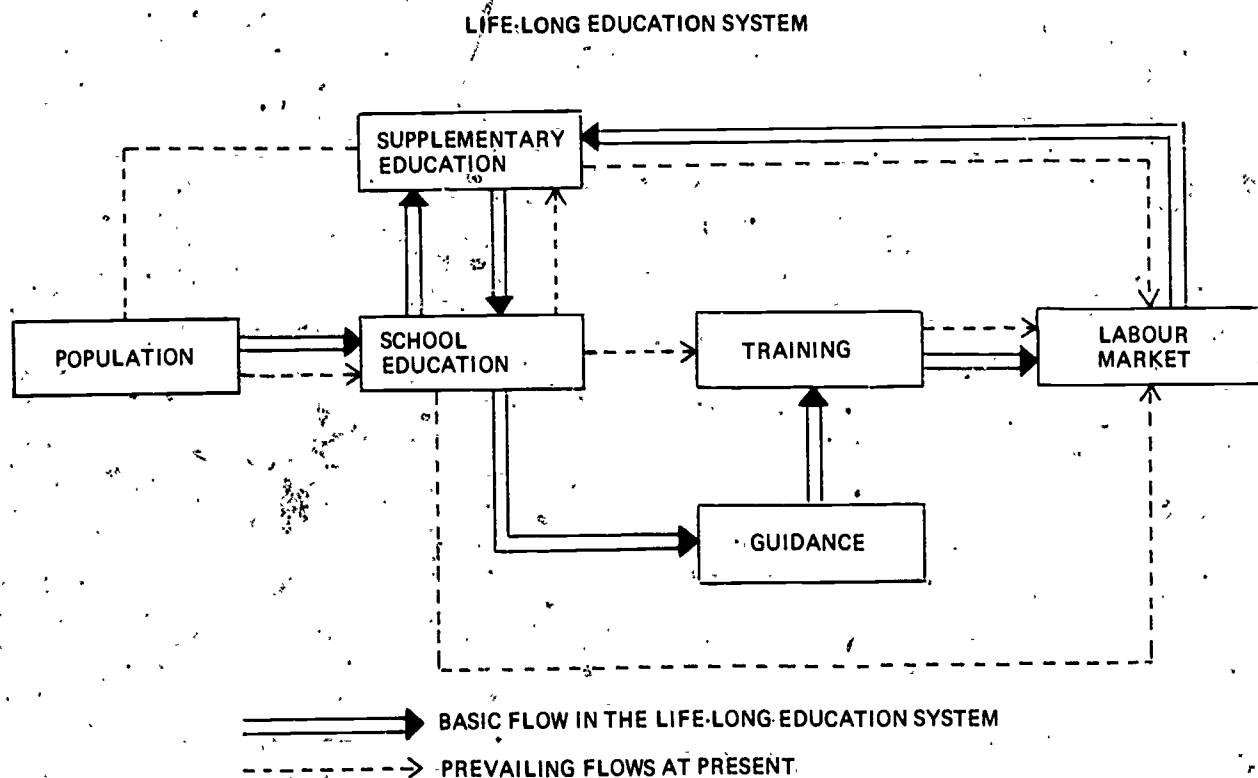 LIFE-LONG EDUCATION SYSTEM
SUPPLEMENTARY
EDUCATION
POPULATION
SCHOOL
EDUCATION
TRAINING
LABOUR
MARKET
GUIDANCE
BASIC FLOW IN THE LIFE-LONG EDUCATION SYSTEM
PREVAILING FLOWS AT PRESENT